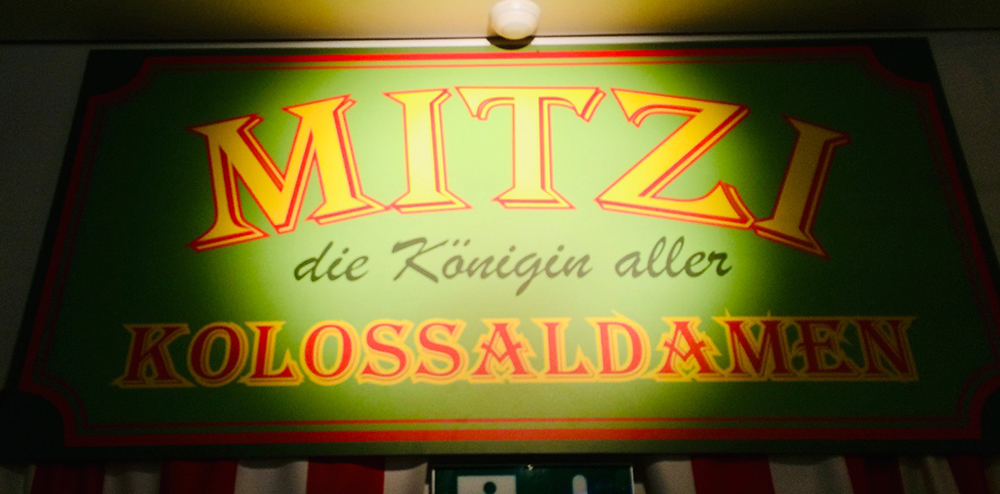 MITZI
die Königin aller
KOLOSSALDAMEN